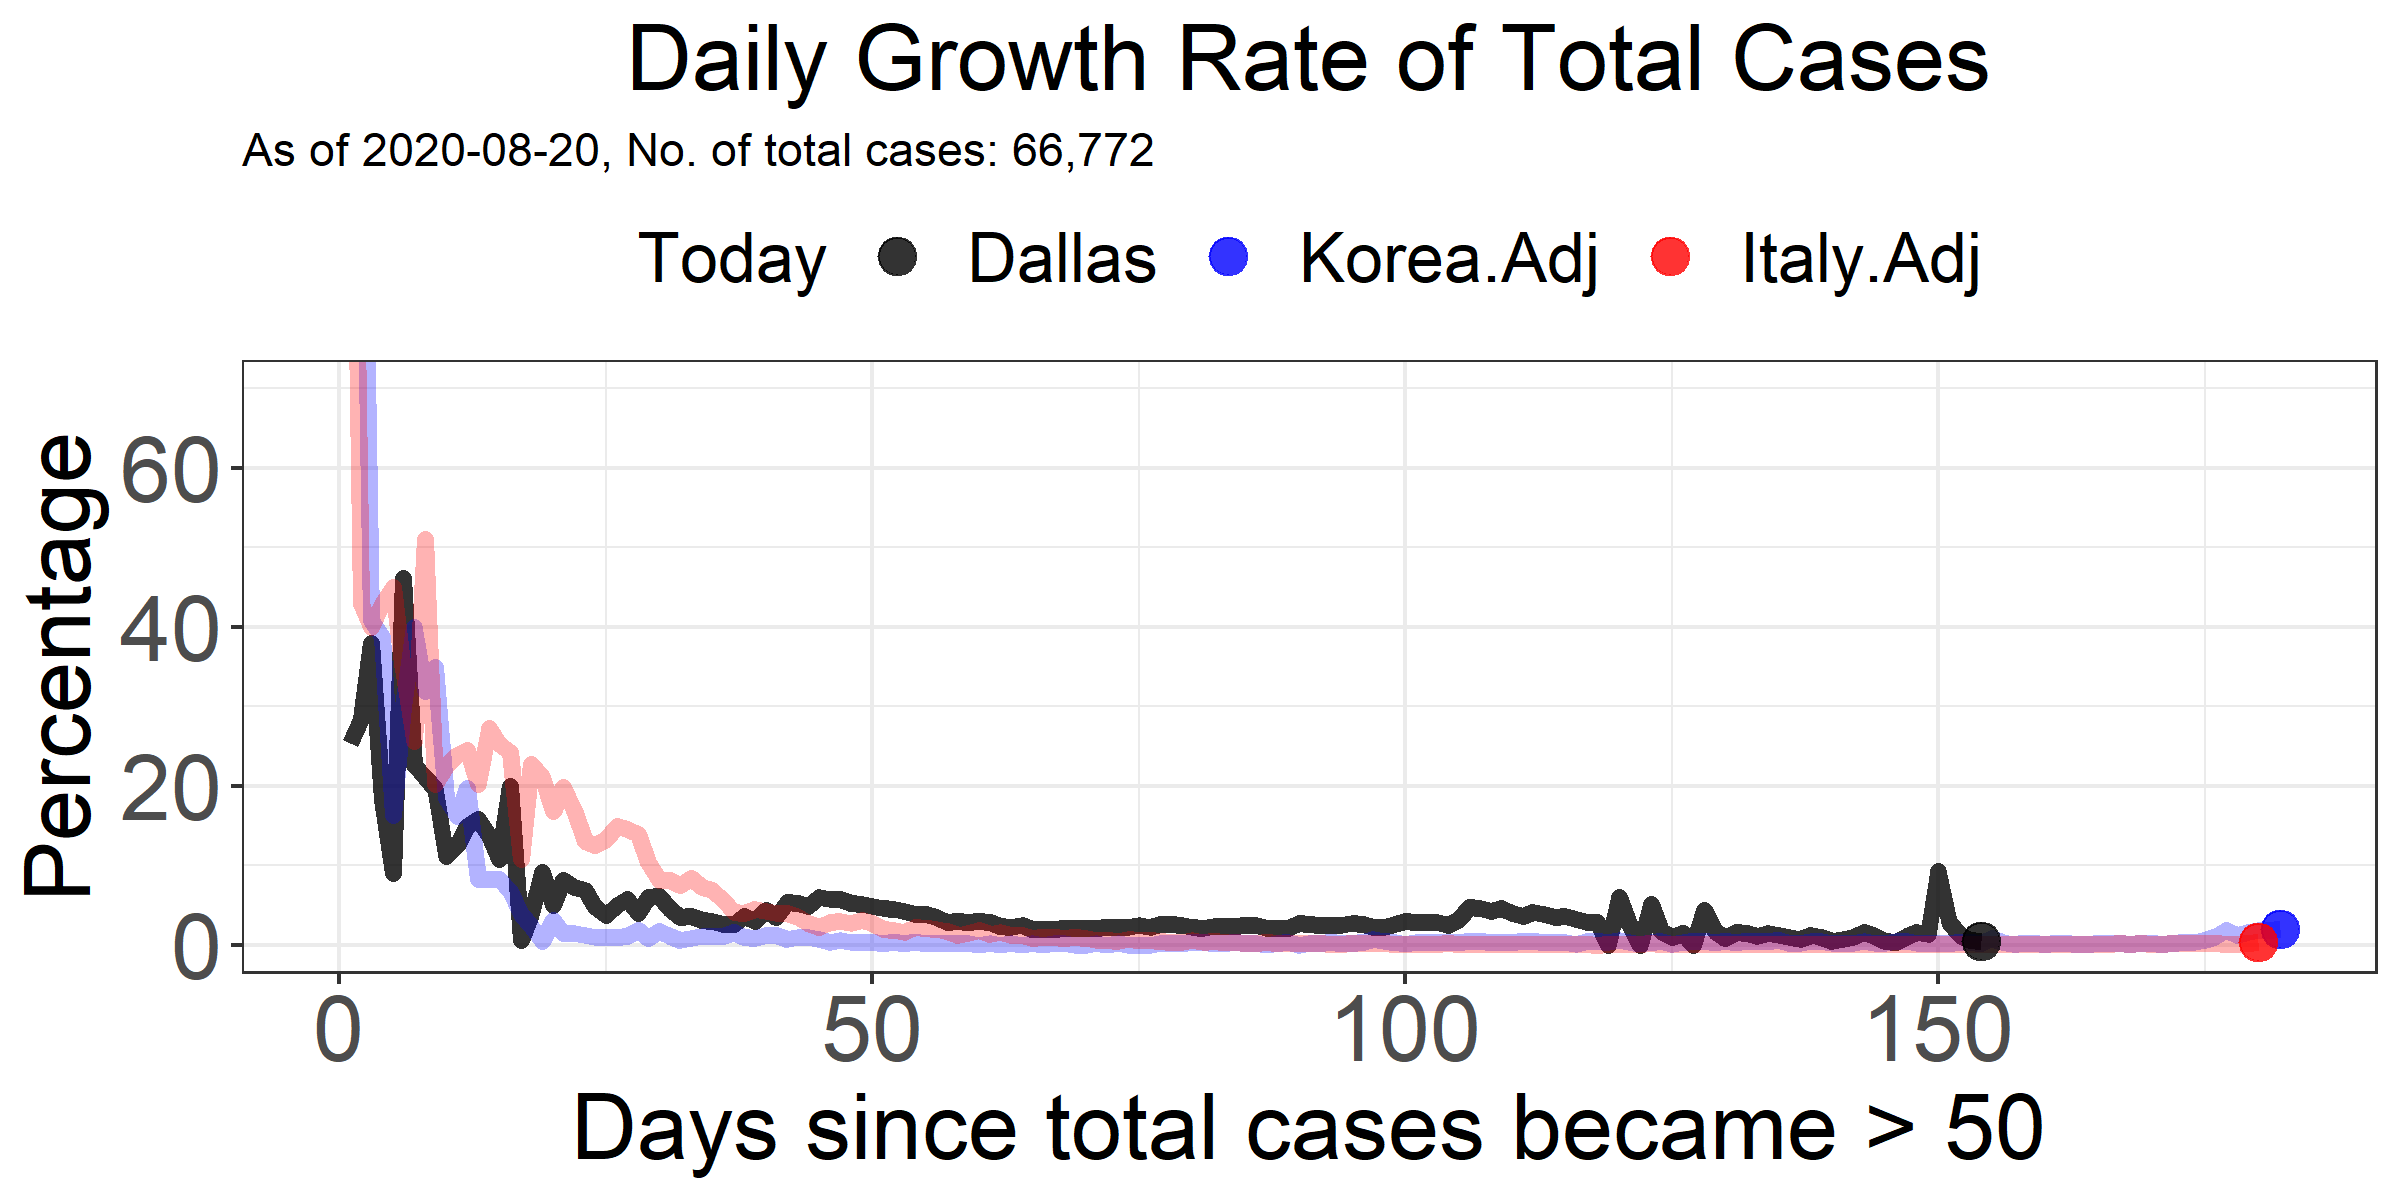 Daily Growth Rate of Total Cases
As of 2020-08-20, No. of total cases: 66,772
Today Dallas Korea.Adj Italy.Adj
Percentage
60
40
20
0
0 50 100 150
Days since total cases became > 50